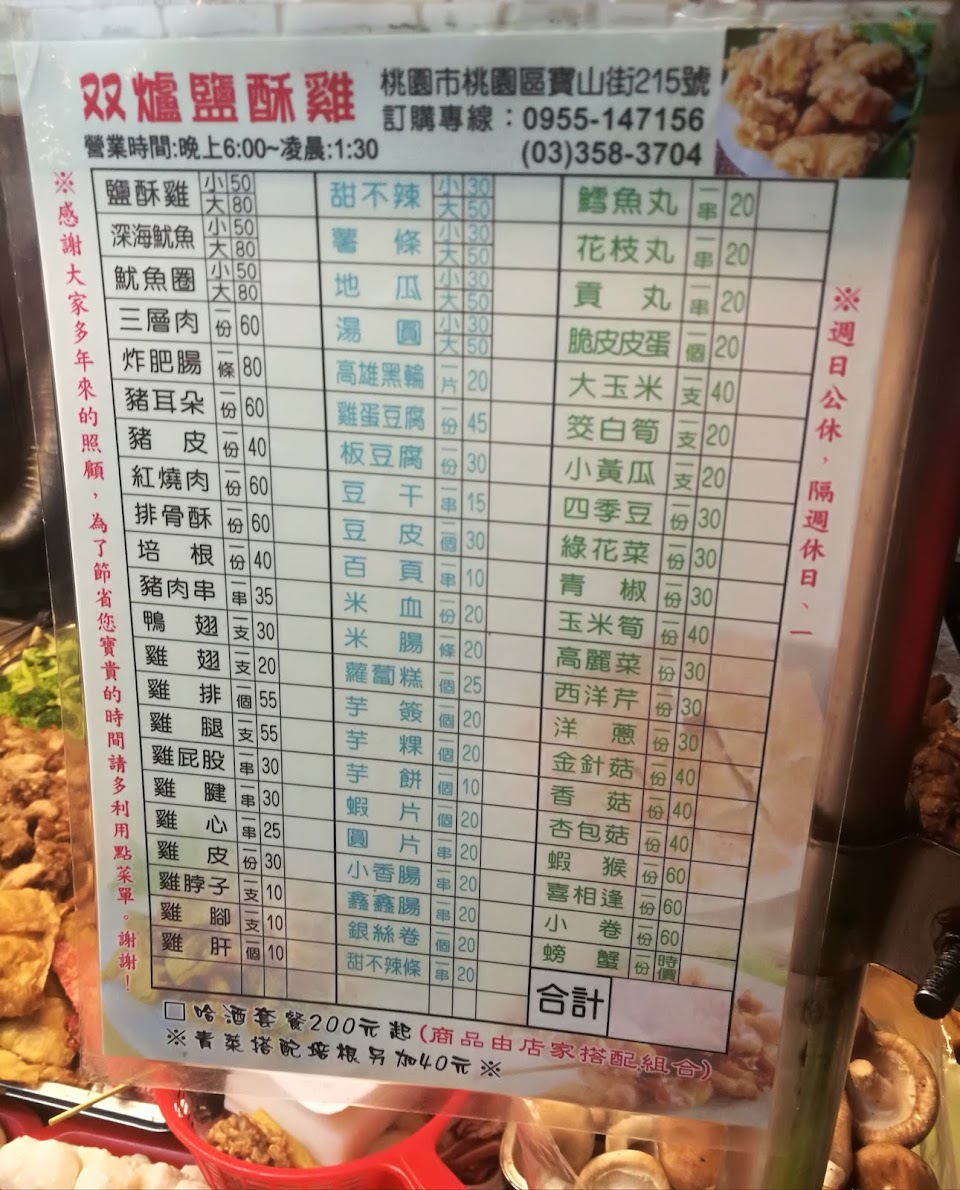 双爐鹽酥雞
桃園市桃園區寶山街215號
訂購專線：0955-147156
營業時間:晚上6:00~凌晨:1:30
(03)358-3704
※感謝大家多年來的照顧，為了節省您寶貴的時間請多利用點菜單。謝謝！
鹽酥雞 小 50 大 80
深海魷魚 小 50 大 80
魷魚圈 小 50 大 80
三層肉 一份 60
炸肥腸 一條 80
豬耳朵 一份 60
豬皮 一份 40
紅燒肉 一份 60
排骨酥 一份 60
培根 一份 40
豬肉串 一串 35
鴨翅 一支 30
雞翅 一支 20
雞排 一個 55
雞腿 一支 55
雞屁股 一串 30
雞腱 一串 30
雞心 一串 25
雞皮 一份 30
雞脖子 一支 10
雞腳 一支 10
雞肝 一個 10
甜不辣 小 30 大 50
薯條 小 30 大 50
地瓜 小 30 大 50
湯圓 小 30 大 50
高雄黑輪 一片 20
雞蛋豆腐 一份 45
板豆腐 一份 30
豆干 一串 15
豆皮 一個 30
百頁 一串 10
米血 一份 20
米腸 一條 20
蘿蔔糕 一個 25
芋簽 一個 20
芋粿 一個 20
芋餅 一個 10
蝦片 一個 20
圓片 一串 20
小香腸 一串 20
鑫鑫腸 一串 20
銀絲卷 一個 20
甜不辣條 一串 20
鱈魚丸 一串 20
花枝丸 一串 20
貢丸 一串 20
脆皮皮蛋 一個 20
大玉米 一支 40
筊白筍 一支 20
小黃瓜 一支 20
四季豆 一份 30
綠花菜 一份 30
青椒 一份 30
玉米筍 一份 40
高麗菜 一份 30
西洋芹 一份 30
洋蔥 一份 30
金針菇 一份 40
香菇 一份 40
杏包菇 一份 40
蝦猴 一份 60
喜相逢 一份 60
小卷 一份 60
螃蟹 一份 時價
合計
※週日公休，隔週休日、一
□哈酒套餐200元起(商品由店家搭配組合)
※青菜搭配培根另加40元※